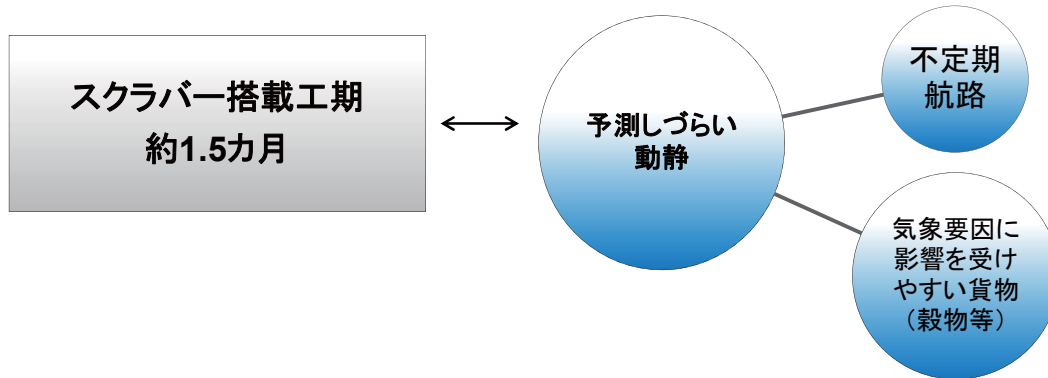 スクラバー搭載工期
約1.5カ月
予測しづらい
動静
不定期
航路
気象要因に
影響を受け
やすい貨物
（穀物等）